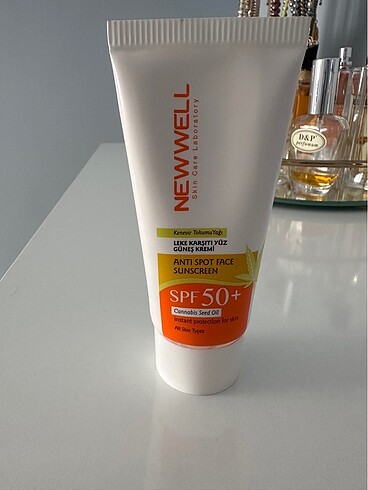 NEWWELL
Skin Care Laboratory
Kenevir Tohumu Yağı
LEKE KARŞITI YÜZ
GÜNEŞ KREMİ
ANTI SPOT FACE
SUNSCREEN
SPF 50+
Cannabis Seed Oil
instant protection for skin
All Skin Types
D&P
perfumum